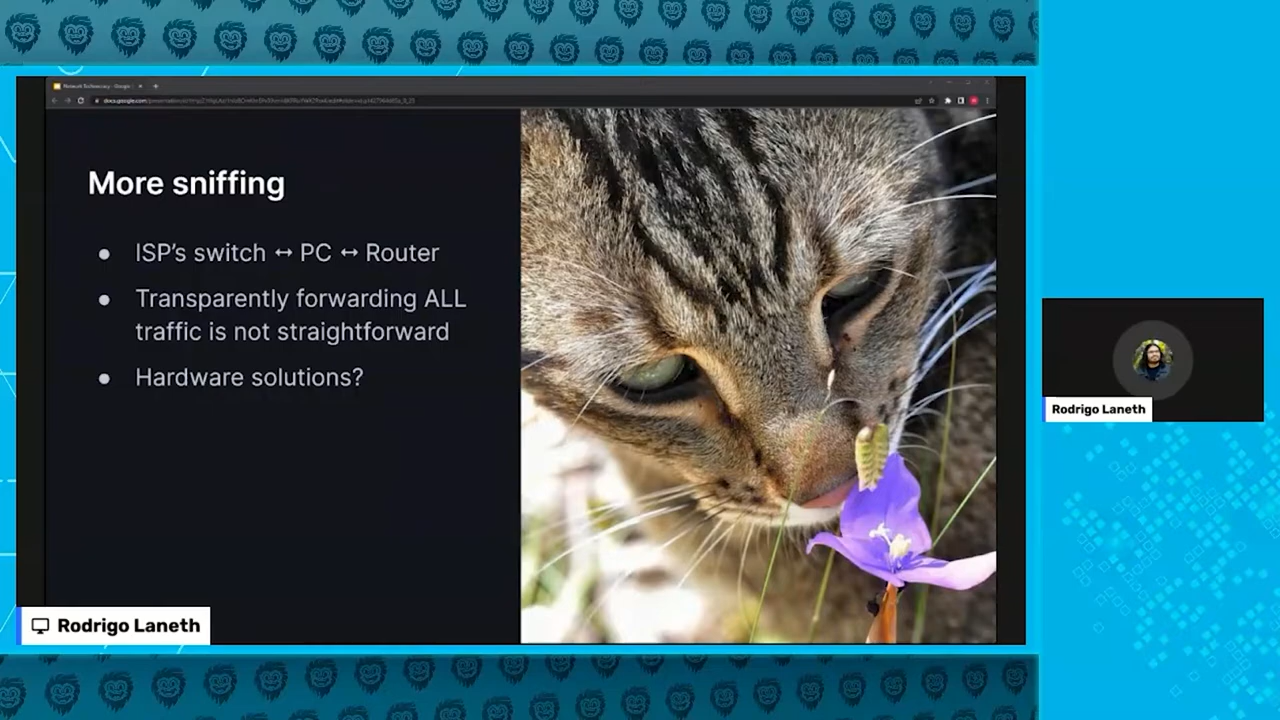 More sniffing
● ISP's switch ↔ PC ↔ Router
● Transparently forwarding ALL
traffic is not straightforward
● Hardware solutions?
Rodrigo Laneth
Rodrigo Laneth